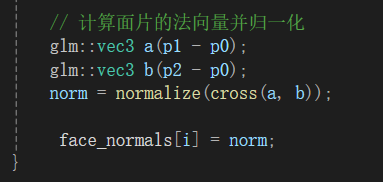 // 计算面片的法向量并归一化
glm::vec3 a(p1 - p0);
glm::vec3 b(p2 - p0);
norm = normalize(cross(a, b));
face_normals[i] = norm;
}